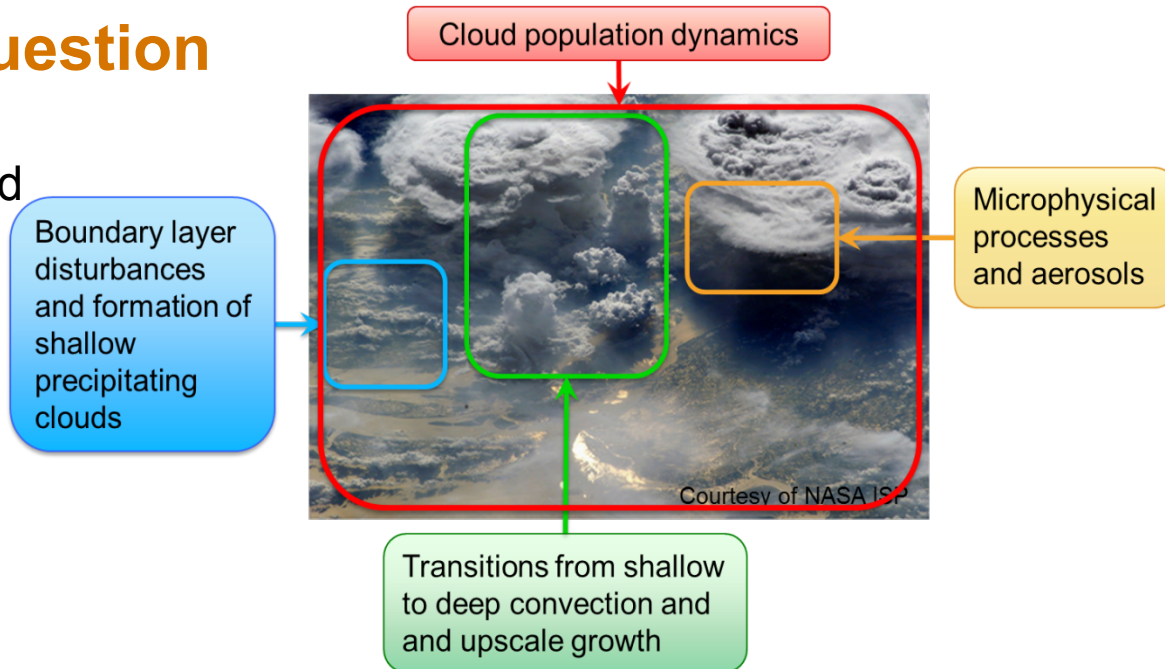 uestion
Cloud population dynamics
d
Boundary layer
disturbances
and formation of
shallow
precipitating
clouds
Microphysical
processes
and aerosols
Courtesy of NASA ISP
Transitions from shallow
to deep convection and
and upscale growth